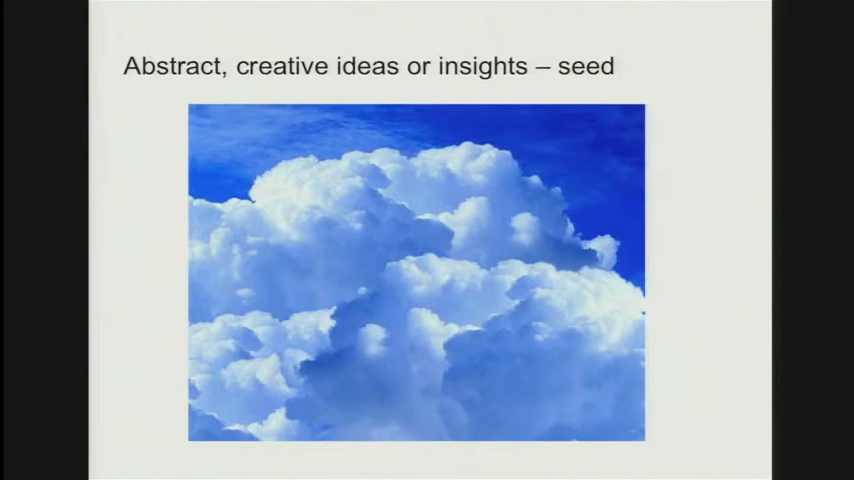 Abstract, creative ideas or insights – seed